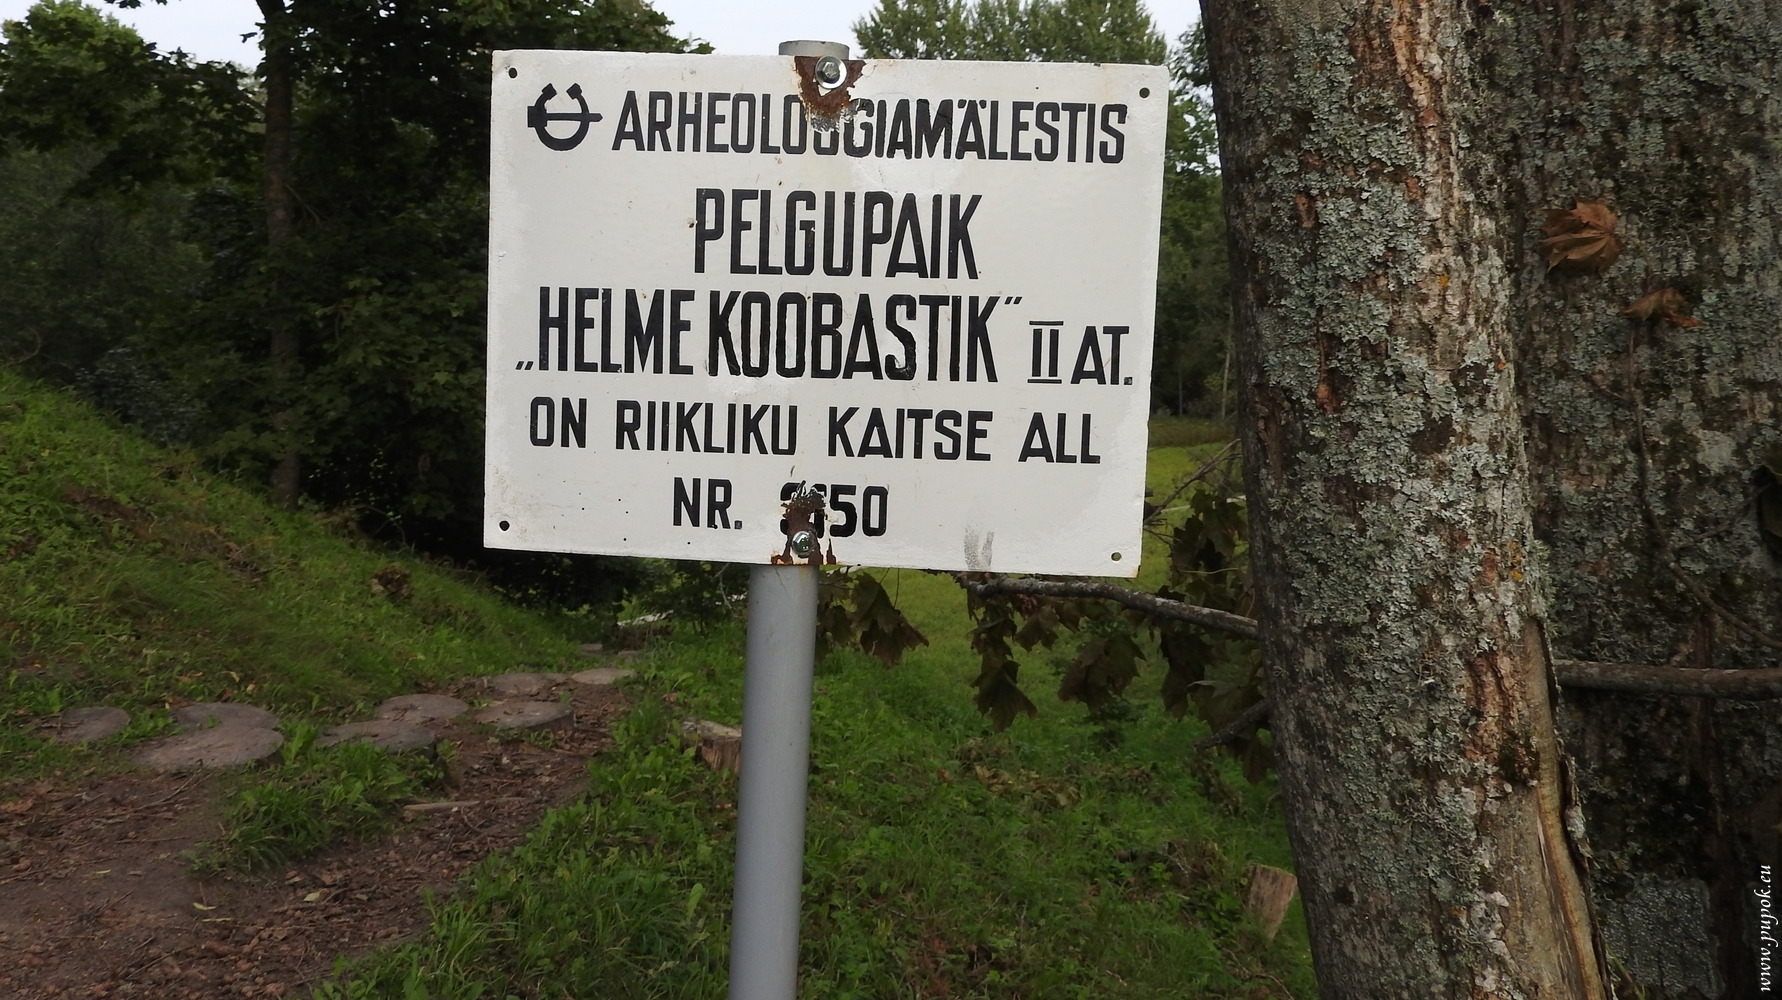 ARHEOLOOGIAMÄLESTIS
PELGUPAIK
„HELME KOOBASTIK” II AT.
ON RIIKLIKU KAITSE ALL
NR.
www.pupok.eu